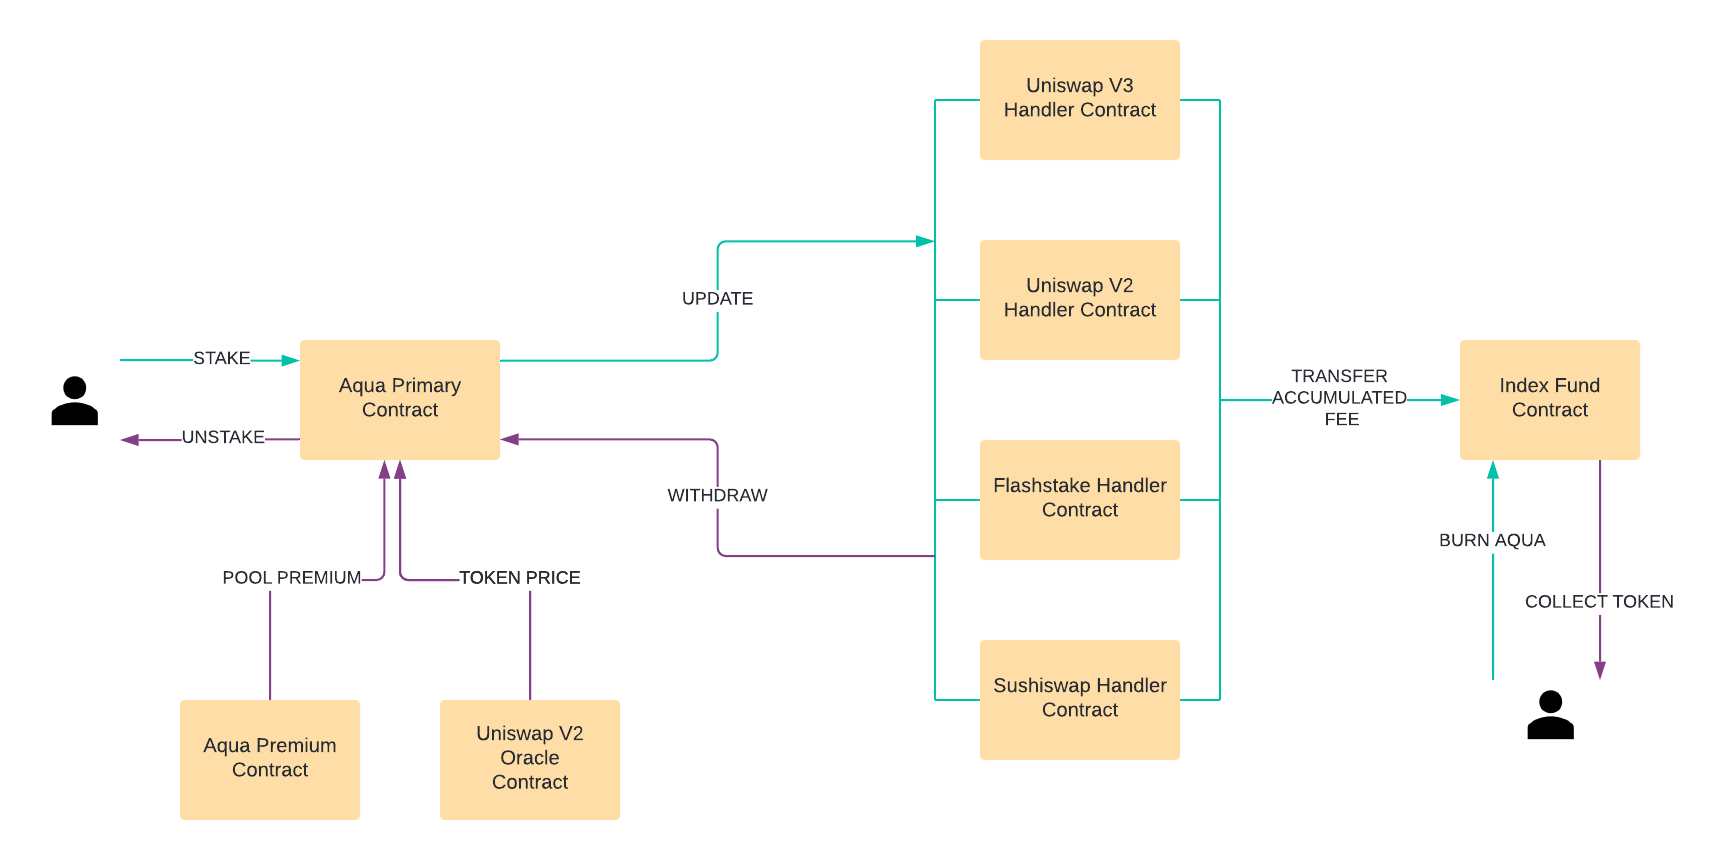 Uniswap V3
Handler Contract
Uniswap V2
Handler Contract
UPDATE
STAKE
Aqua Primary
Contract
UNSTAKE
TRANSFER
ACCUMULATED
FEE
Index Fund
Contract
WITHDRAW
Flashstake Handler
Contract
BURN AQUA
POOL PREMIUM
TOKEN PRICE
COLLECT TOKEN
Sushiswap Handler
Contract
Aqua Premium
Contract
Uniswap V2
Oracle
Contract